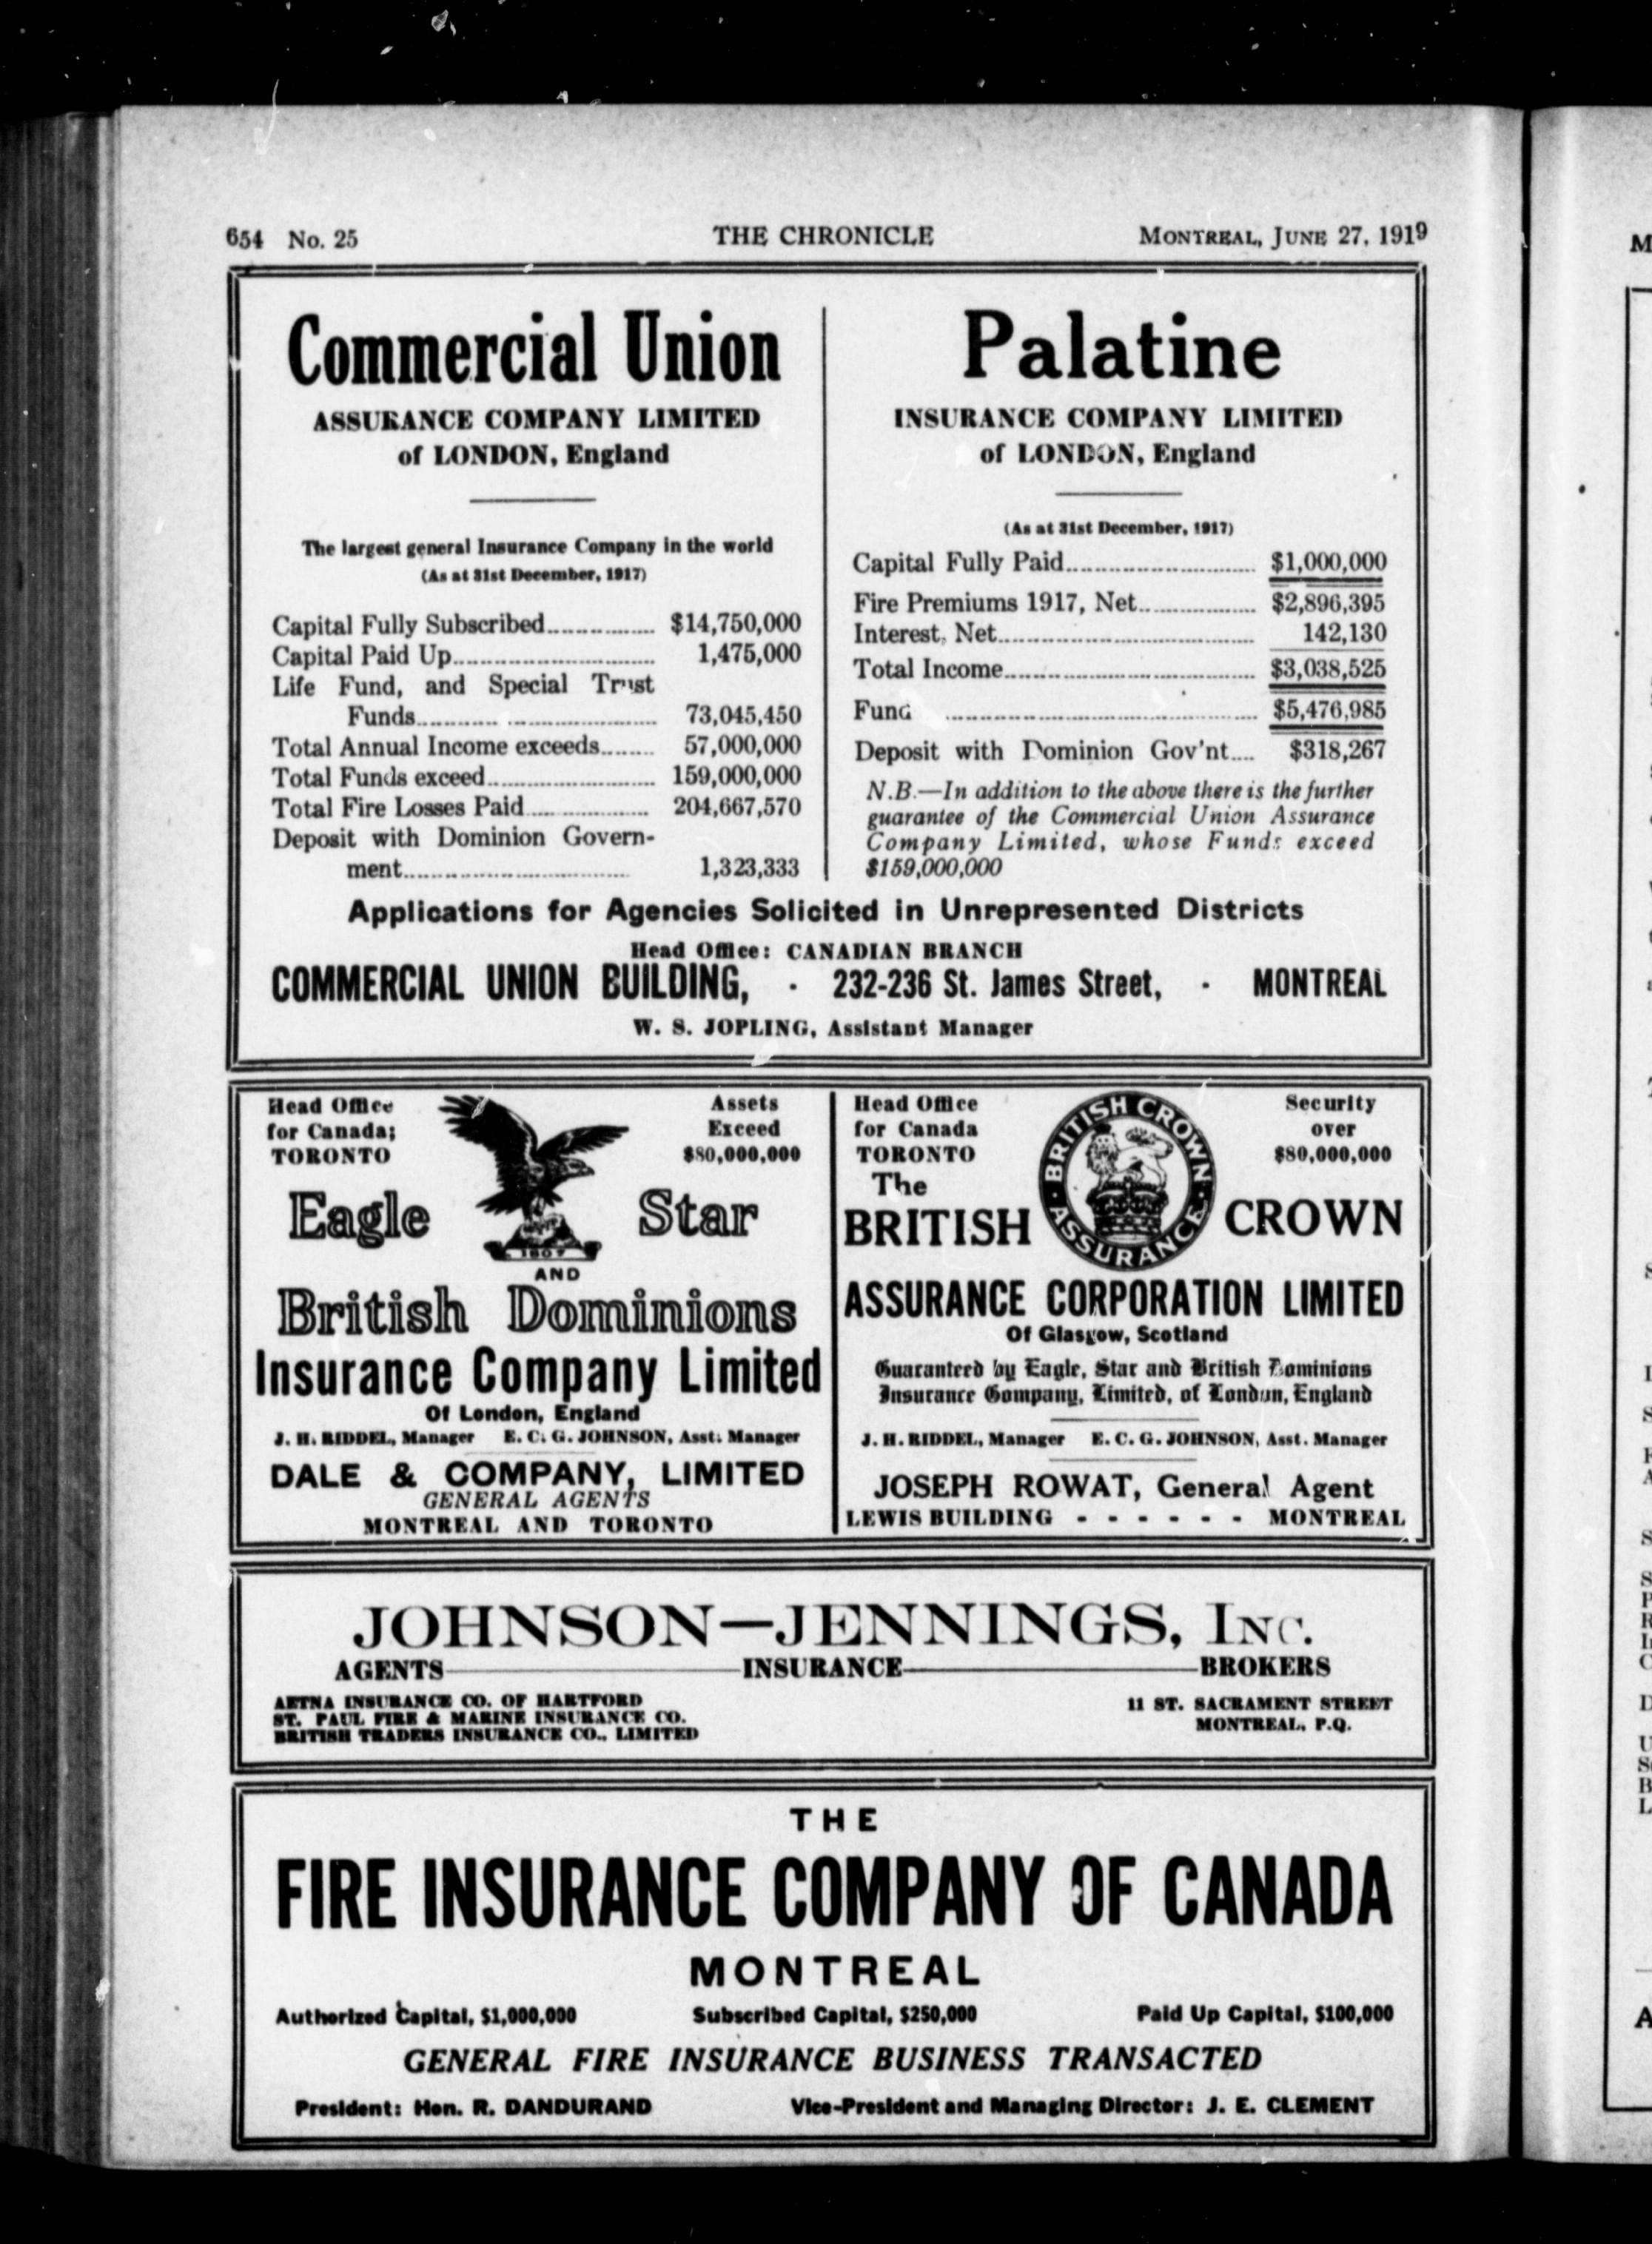 654 No. 25 THE CHRONICLE MONTREAL, JUNE 27, 1919
Commercial Union
ASSURANCE COMPANY LIMITED
of LONDON, England
The largest general Insurance Company in the world
(As at 31st December, 1917)
Capital Fully Subscribed............... $14,750,000
Capital Paid Up............................ 1,475,000
Life Fund, and Special Trust
Funds................................. 73,045,450
Total Annual Income exceeds........ 57,000,000
Total Funds exceed........................ 159,000,000
Total Fire Losses Paid.................. 204,667,570
Deposit with Dominion Govern-
ment................................ 1,323,333
Palatine
INSURANCE COMPANY LIMITED
of LONDON, England
(As at 31st December, 1917)
Capital Fully Paid........................... $1,000,000
Fire Premiums 1917, Net................. $2,896,395
Interest, Net.................................... 142,130
Total Income................................... $3,038,525
Fund ............................................ $5,476,985
Deposit with Dominion Gov'nt.... $318,267
N.B.—In addition to the above there is the further
guarantee of the Commercial Union Assurance
Company Limited, whose Funds exceed
$159,000,000
Applications for Agencies Solicited in Unrepresented Districts
Head Office: CANADIAN BRANCH
COMMERCIAL UNION BUILDING, - 232-236 St. James Street, - MONTREAL
W. S. JOPLING, Assistant Manager
Head Office
for Canada;
TORONTO
Assets
Exceed
$80,000,000
Eagle Star
1807
AND
British Dominions
Insurance Company Limited
Of London, England
J. H. RIDDEL, Manager E. C. G. JOHNSON, Asst. Manager
DALE & COMPANY, LIMITED
GENERAL AGENTS
MONTREAL AND TORONTO
Head Office
for Canada
TORONTO
BRITISH CROWN ASSURANCE
Security
over
$80,000,000
The
BRITISH CROWN
ASSURANCE CORPORATION LIMITED
Of Glasgow, Scotland
Guaranteed by Eagle, Star and British Dominions
Insurance Company, Limited, of London, England
J. H. RIDDEL, Manager E. C. G. JOHNSON, Asst. Manager
JOSEPH ROWAT, General Agent
LEWIS BUILDING - - - - - - MONTREAL
JOHNSON—JENNINGS, INC.
AGENTS INSURANCE BROKERS
AETNA INSURANCE CO. OF HARTFORD
ST. PAUL FIRE & MARINE INSURANCE CO.
BRITISH TRADERS INSURANCE CO., LIMITED
11 ST. SACRAMENT STREET
MONTREAL, P.Q.
THE
FIRE INSURANCE COMPANY OF CANADA
MONTREAL
Authorized Capital, $1,000,000 Subscribed Capital, $250,000 Paid Up Capital, $100,000
GENERAL FIRE INSURANCE BUSINESS TRANSACTED
President: Hon. R. DANDURAND Vice-President and Managing Director: J. E. CLEMENT